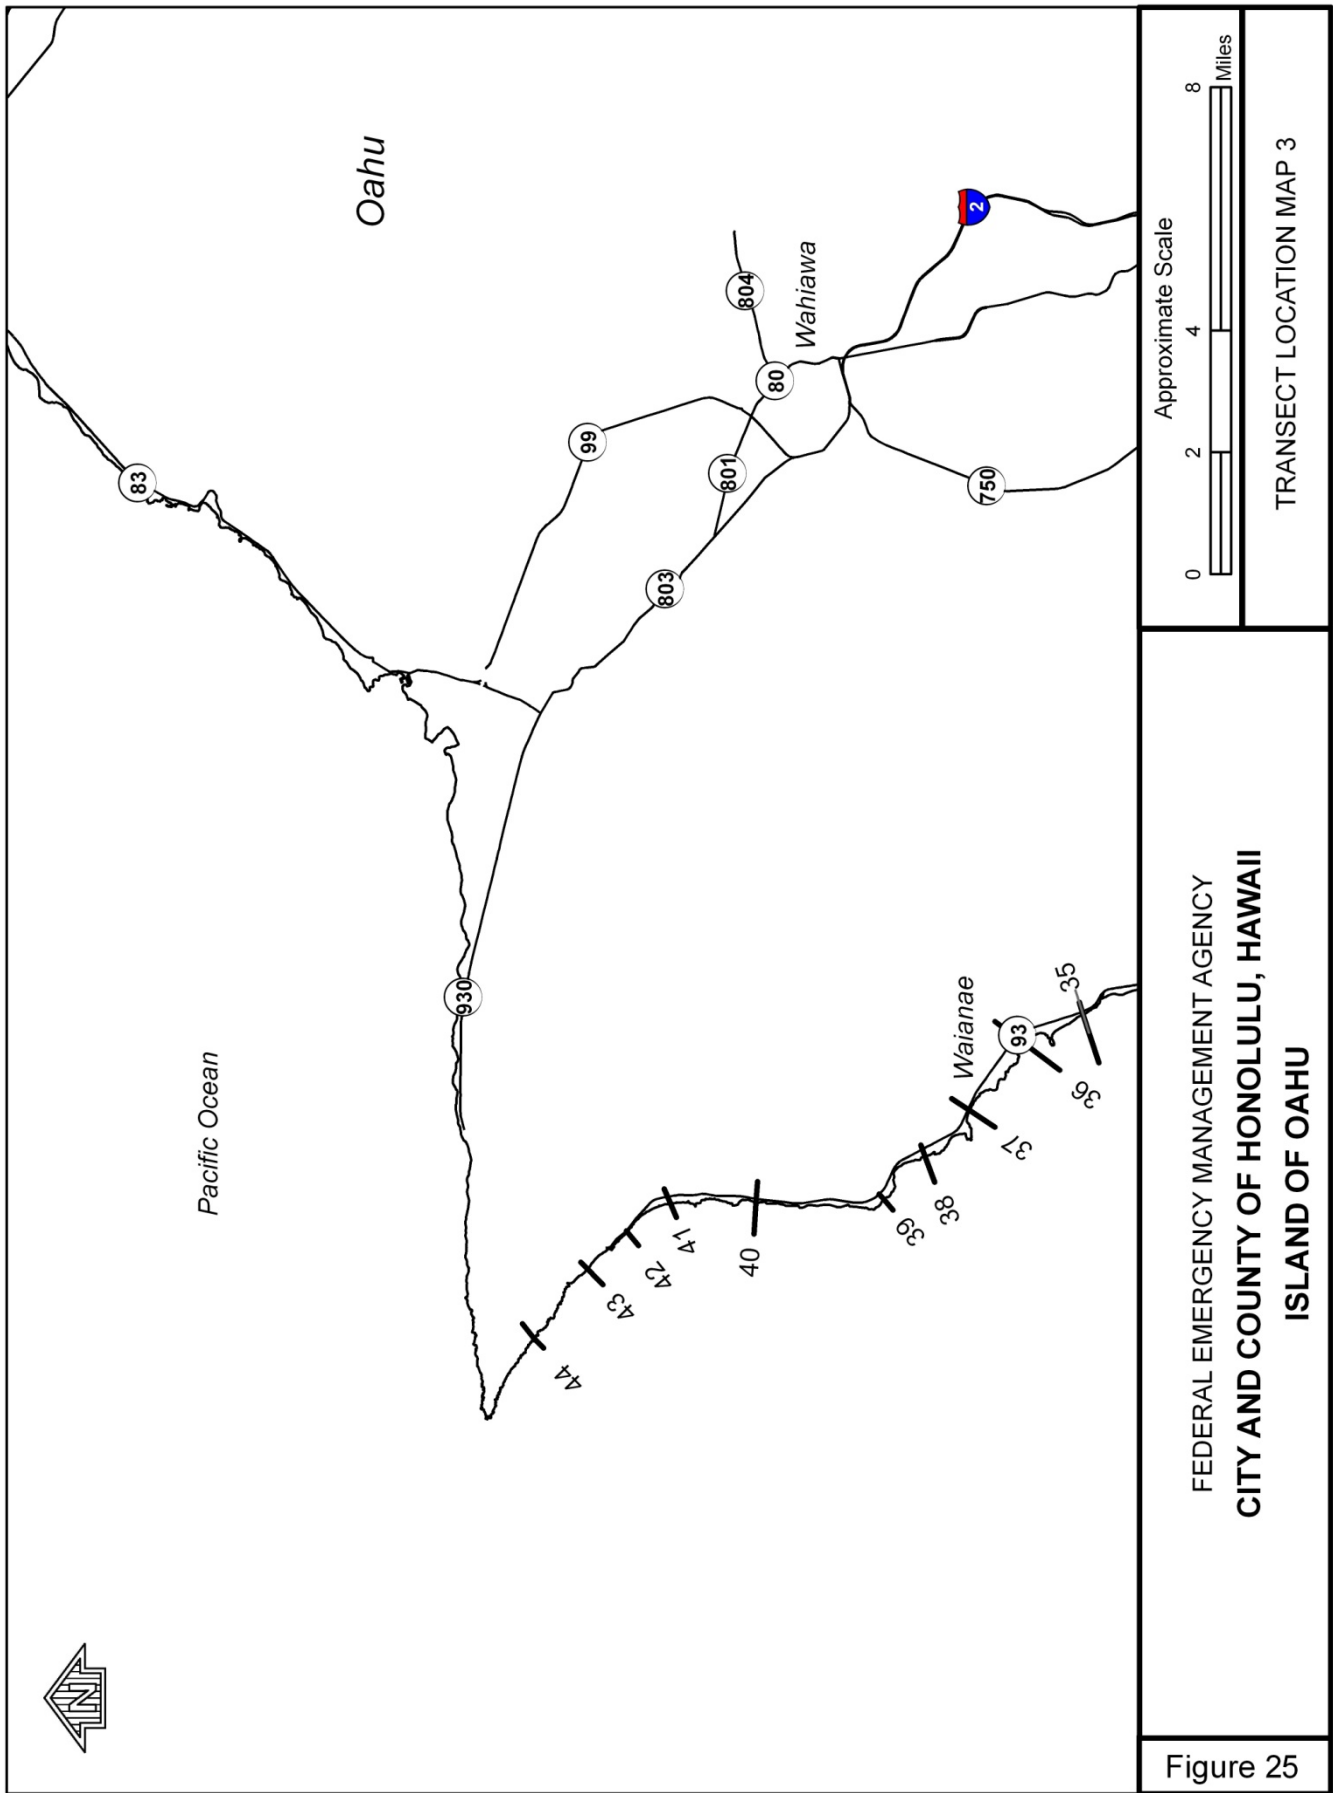 Pacific Ocean
Oahu
83
99
930
803
801
80
804
Wahiawa
750
2
Waianae
93
44
43
42
41
40
39
38
37
36
35
N
Figure 25
FEDERAL EMERGENCY MANAGEMENT AGENCY
CITY AND COUNTY OF HONOLULU, HAWAII
ISLAND OF OAHU
Approximate Scale
0 2 4 8
Miles
TRANSECT LOCATION MAP 3